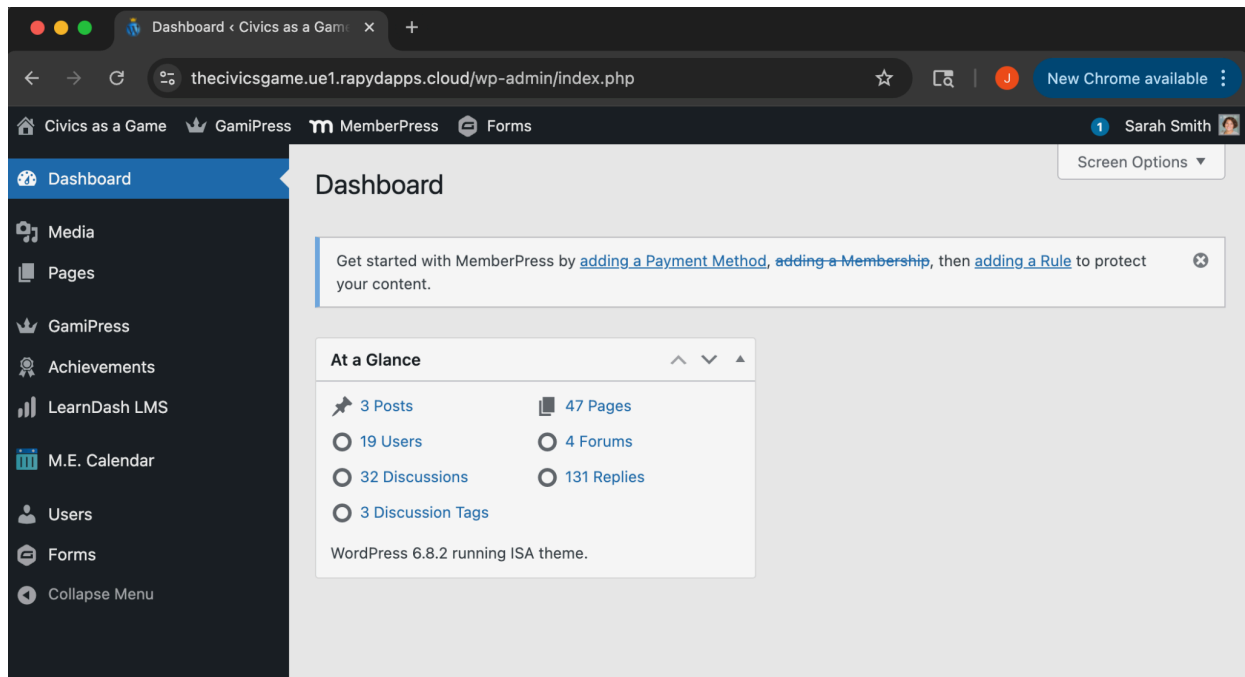 Dashboard ‹ Civics as a Game
thecivicsgame.ue1.rapydapps.cloud/wp-admin/index.php
J
New Chrome available
Civics as a Game GamiPress MemberPress Forms
1 Sarah Smith
Dashboard
Media
Pages
GamiPress
Achievements
LearnDash LMS
M.E. Calendar
Users
Forms
Collapse Menu
Screen Options
Dashboard
Get started with MemberPress by adding a Payment Method, adding a Membership, then adding a Rule to protect
your content.
At a Glance
3 Posts 47 Pages
19 Users 4 Forums
32 Discussions 131 Replies
3 Discussion Tags
WordPress 6.8.2 running ISA theme.